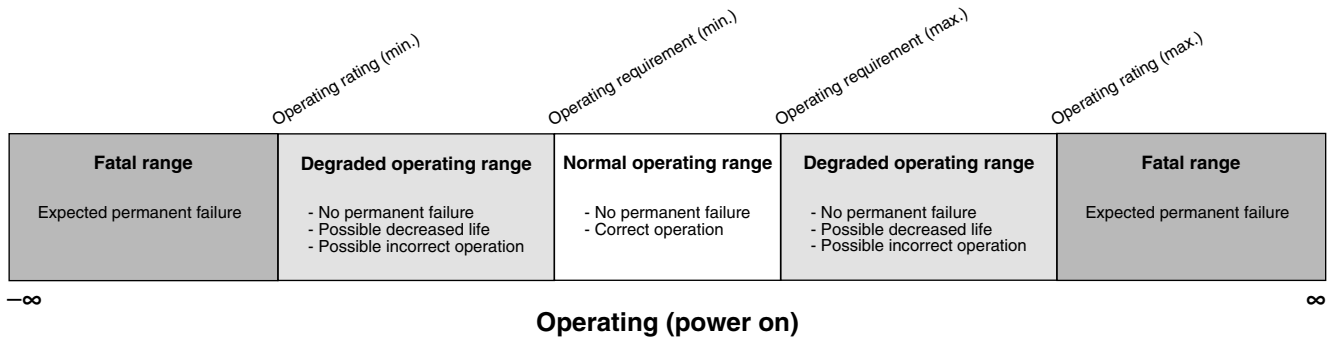 Operating rating (min.)
Operating requirement (min.)
Operating requirement (max.)
Operating rating (max.)
Fatal range
Expected permanent failure
Degraded operating range
- No permanent failure
- Possible decreased life
- Possible incorrect operation
Normal operating range
- No permanent failure
- Correct operation
Degraded operating range
- No permanent failure
- Possible decreased life
- Possible incorrect operation
Fatal range
Expected permanent failure
–∞
∞
Operating (power on)